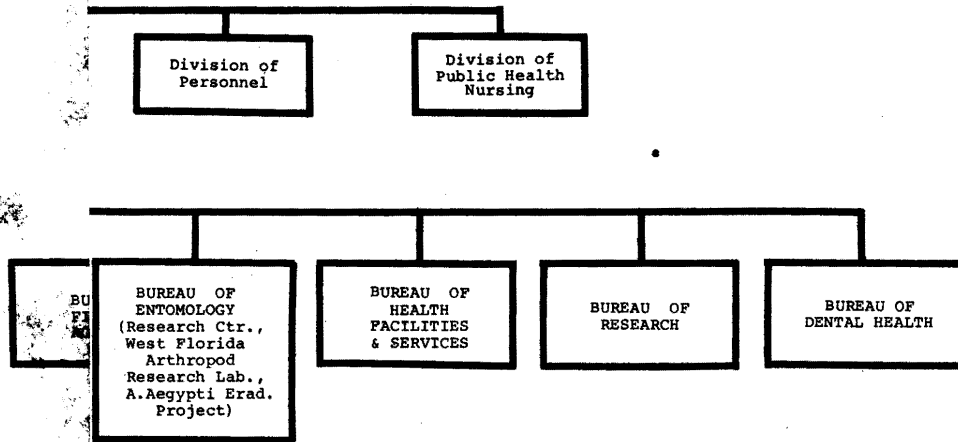 Division of
Personnel
Division of
Public Health
Nursing
BUREAU OF
ENTOMOLOGY
(Research Ctr.,
West Florida
Arthropod
Research Lab.,
A.Aegypti Erad.
Project)
BUREAU OF
HEALTH
FACILITIES
& SERVICES
BUREAU OF
RESEARCH
BUREAU OF
DENTAL HEALTH